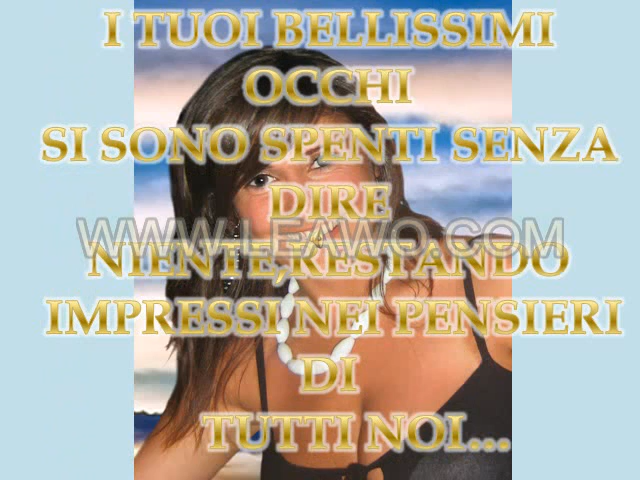 I TUOI BELLISSIMI
OCCHI
SI SONO SPENTI SENZA
DIRE
WWW.LEAWO.COM
NIENTE,RESTANDO
IMPRESSI NEI PENSIERI
DI
TUTTI NOI...